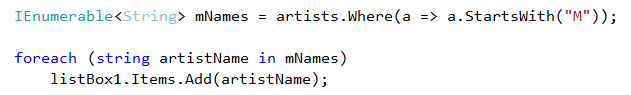 IEnumerable<String> mNames = artists.Where(a => a.StartsWith("M"));
foreach (string artistName in mNames)
listBox1.Items.Add(artistName);